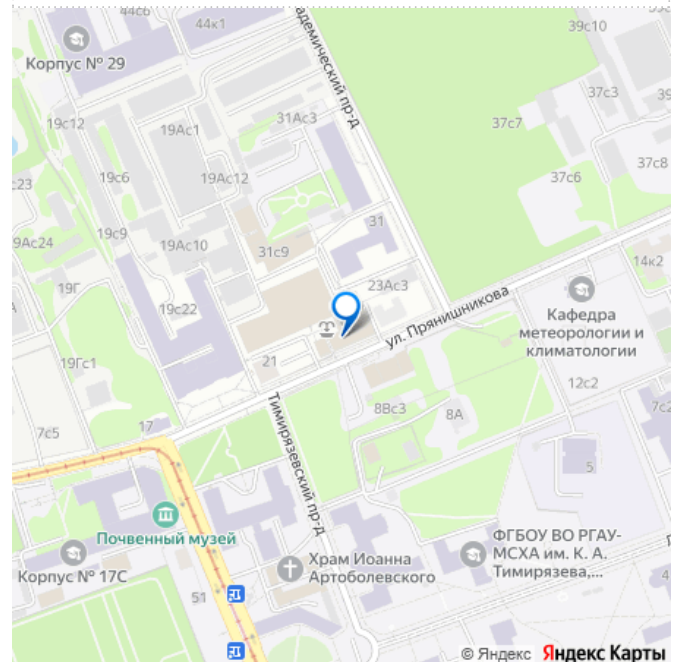 44с6
44к1
39с10
Корпус № 29
адемический пр-д
37с3
39
19с12
19Ас1
31Ас3
37с7
:23
19с6
19Ас12
37с6
37с8
9Ас24
19с9
19Ас10
31с9
31
14к2
19Г
19с22
23Ас3
ул. Прянишникова
Кафедра
метеорологии и
климатологии
19Гс1
21
12с2
7с5
17
Тимирязевский пр-д
8Вс3
8А
7с2
5
Почвенный музей
ФГБОУ ВО РГАУ-
МСХА им. К. А.
Тимирязева,...
Корпус № 17С
Храм Иоанна
Артоболевского
51
4
© Яндекс Яндекс Карты